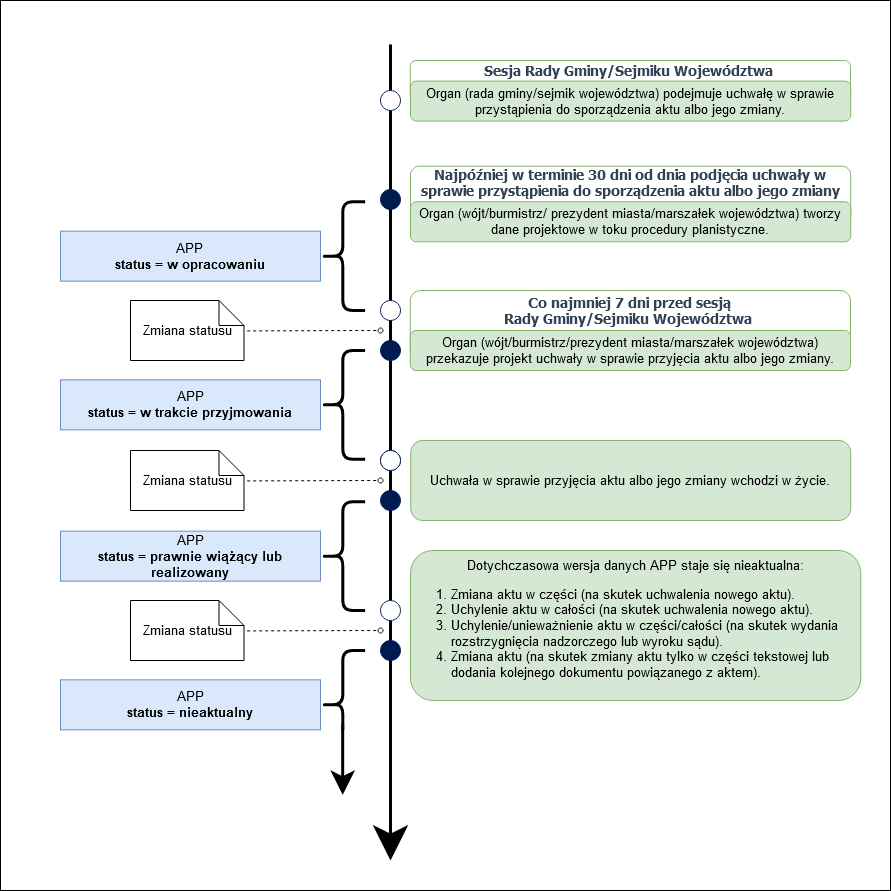 Sesja Rady Gminy/Sejmiku Województwa
Organ (rada gminy/sejmik województwa) podejmuje uchwałę w sprawie
przystąpienia do sporządzenia aktu albo jego zmiany.
Najpóźniej w terminie 30 dni od dnia podjęcia uchwały w
sprawie przystąpienia do sporządzenia aktu albo jego zmiany
Organ (wójt/burmistrz/ prezydent miasta/marszałek województwa) tworzy
dane projektowe w toku procedury planistyczne.
APP
status = w opracowaniu
Co najmniej 7 dni przed sesją
Rady Gminy/Sejmiku Województwa
Zmiana statusu
Organ (wójt/burmistrz/prezydent miasta/marszałek województwa)
przekazuje projekt uchwały w sprawie przyjęcia aktu albo jego zmiany.
APP
status = w trakcie przyjmowania
Zmiana statusu
Uchwała w sprawie przyjęcia aktu albo jego zmiany wchodzi w życie.
APP
status = prawnie wiążący lub
realizowany
Dotychczasowa wersja danych APP staje się nieaktualna:
1. Zmiana aktu w części (na skutek uchwalenia nowego aktu).
2. Uchylenie aktu w całości (na skutek uchwalenia nowego aktu).
3. Uchylenie/unieważnienie aktu w części/całości (na skutek wydania
rozstrzygnięcia nadzorczego lub wyroku sądu).
4. Zmiana aktu (na skutek zmiany aktu tylko w części tekstowej lub
dodania kolejnego dokumentu powiązanego z aktem).
Zmiana statusu
APP
status = nieaktualny